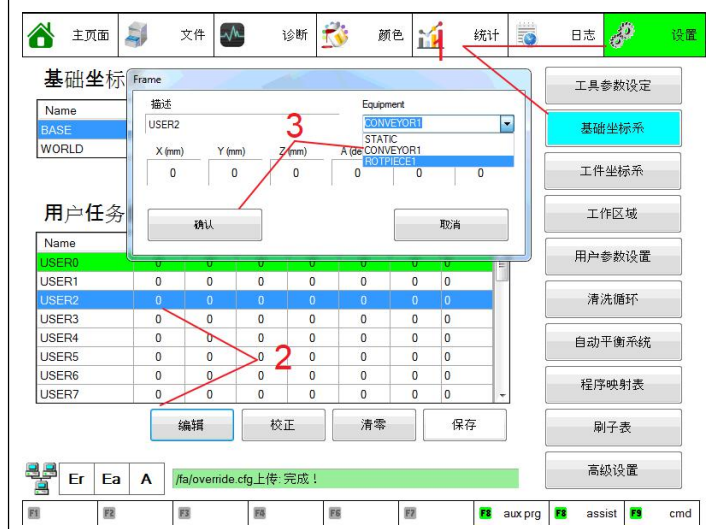 主页面 文件 诊断 颜色 统计 日志 设置
1
基础坐标
Name
BASE
WORLD
Frame
描述
Equipment
USER2
CONVEYOR1
STATIC
CONVEYOR1
ROTPIECE1
3
X (mm) Y (mm) Z (mm) A (de
0 0 0 0 0 0
确认 取消
用户任务
Name
USER0 0 0 0 0 0 0
USER1 0 0 0 0 0 0
USER2 0 0 0 0 0 0
USER3 0 0 0 0 0 0
USER4 0 0 0 0 0 0
USER5 0 0 0 0 0 0
USER6 0 0 0 0 0 0
USER7 0 0 0 0 0 0
2
编辑 校正 清零 保存
工具参数设定
基础坐标系
工件坐标系
工作区域
用户参数设置
清洗循环
自动平衡系统
程序映射表
刷子表
高级设置
Er Ea A /fa/override.cfg上传: 完成！
F1 F2 F3 F4 F5 F6 F7 F8 aux prg F8 assist F9 cmd